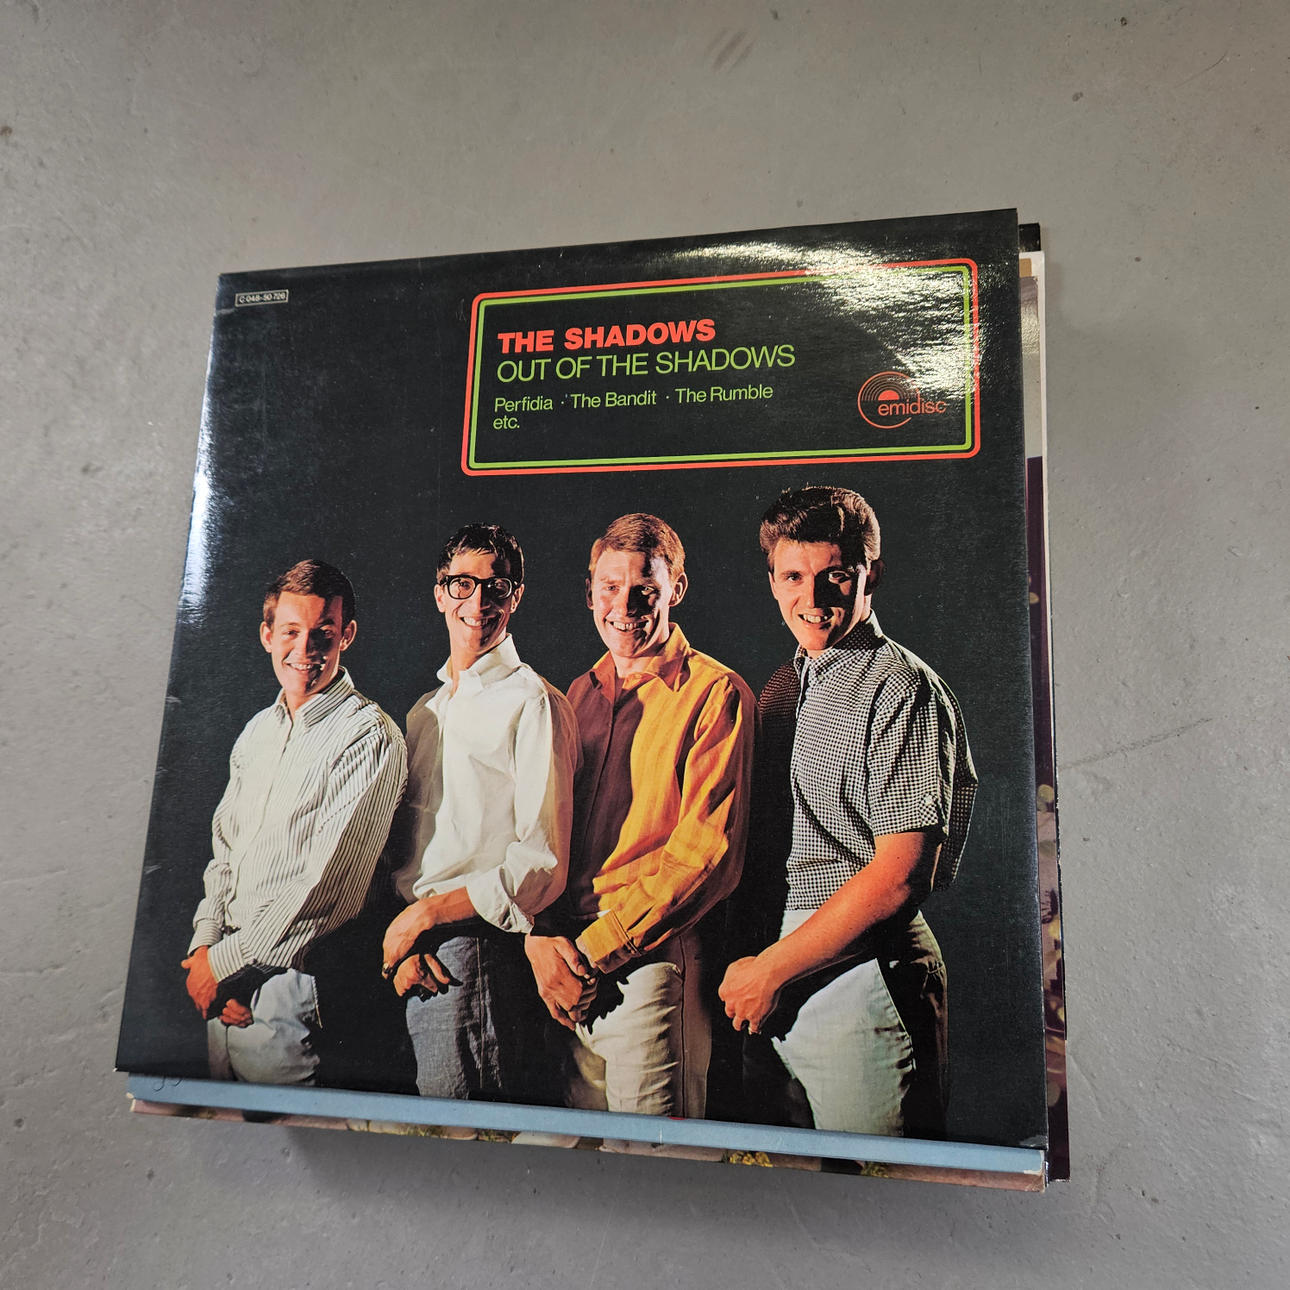 C 048-50 726
THE SHADOWS
OUT OF THE SHADOWS
Perfidia · The Bandit · The Rumble
etc.
emidisc